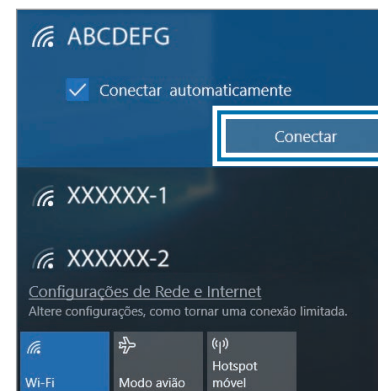 ABCDEFG
Conectar automaticamente
Conectar
XXXXXX-1
XXXXXX-2
Configurações de Rede e Internet
Altere configurações, como tornar uma conexão limitada.
Wi-Fi
Modo avião
Hotspot
móvel